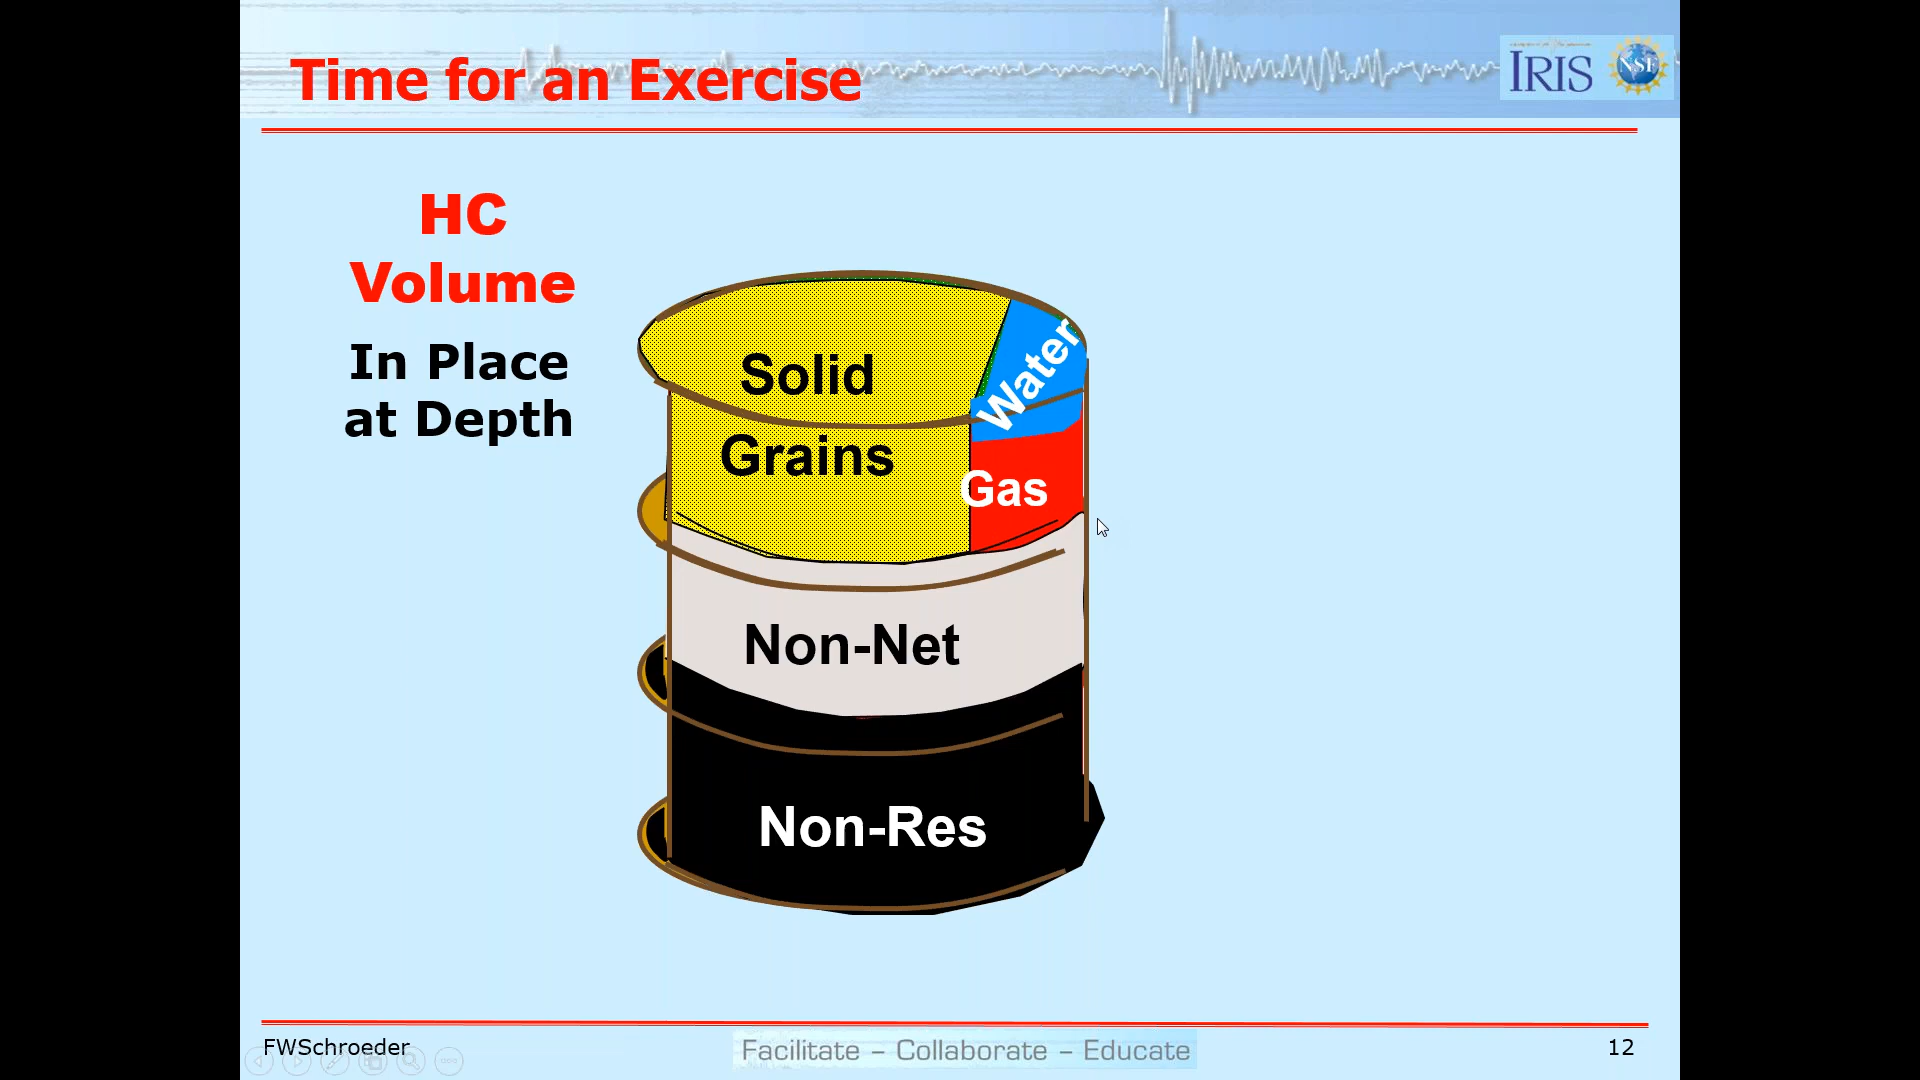 Time for an Exercise
IRIS
NSF
HC
Volume
In Place
at Depth
Solid
Grains
Water
Gas
Non-Net
Non-Res
FWSchroeder
Facilitate – Collaborate – Educate
12